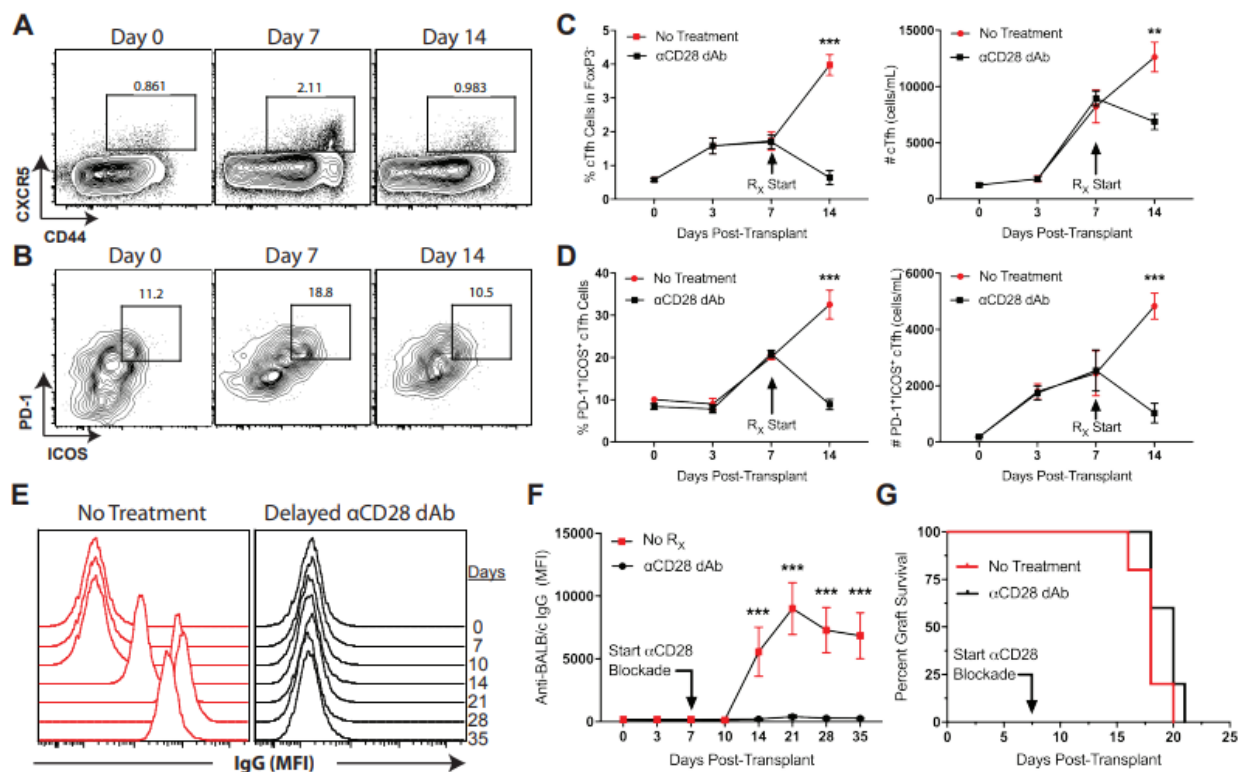 A
Day 0
Day 7
Day 14
0.861
2.11
0.983
CXCR5
CD44
B
Day 0
Day 7
Day 14
11.2
18.8
10.5
PD-1
ICOS
C
No Treatment
αCD28 dAb
***
% cTfh Cells in FoxP3⁻
6
5
4
3
2
1
0
RX Start
0 3 7 14
Days Post-Transplant
No Treatment
αCD28 dAb
**
# cTfh (cells/mL)
15000
10000
5000
0
RX Start
0 3 7 14
Days Post-Transplant
D
No Treatment
αCD28 dAb
***
% PD-1⁺ICOS⁺ cTfh Cells
40
30
20
10
0
RX Start
0 3 7 14
Days Post-Transplant
No Treatment
αCD28 dAb
***
# PD-1⁺ICOS⁺ cTfh (cells/mL)
6000
4000
2000
0
RX Start
0 3 7 14
Days Post-Transplant
E
No Treatment
Delayed αCD28 dAb
Days
0
7
10
14
21
28
35
IgG (MFI)
F
No RX
αCD28 dAb
*** *** *** ***
Anti-BALB/c IgG (MFI)
15000
10000
5000
0
Start αCD28
Blockade
0 3 7 10 14 21 28 35
Days Post-Transplant
G
No Treatment
αCD28 dAb
Percent Graft Survival
100
75
50
25
0
Start αCD28
Blockade
0 5 10 15 20 25
Days Post-Transplant